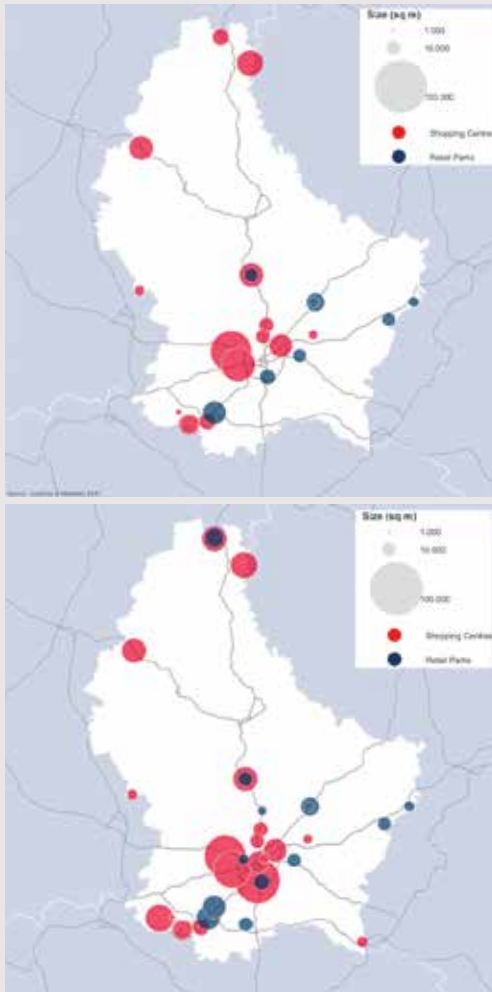 Size (sq m)
1.000
10.000
100.000
Shopping Centres
Retail Parks
Size (sq m)
1.000
10.000
100.000
Shopping Centres
Retail Parks